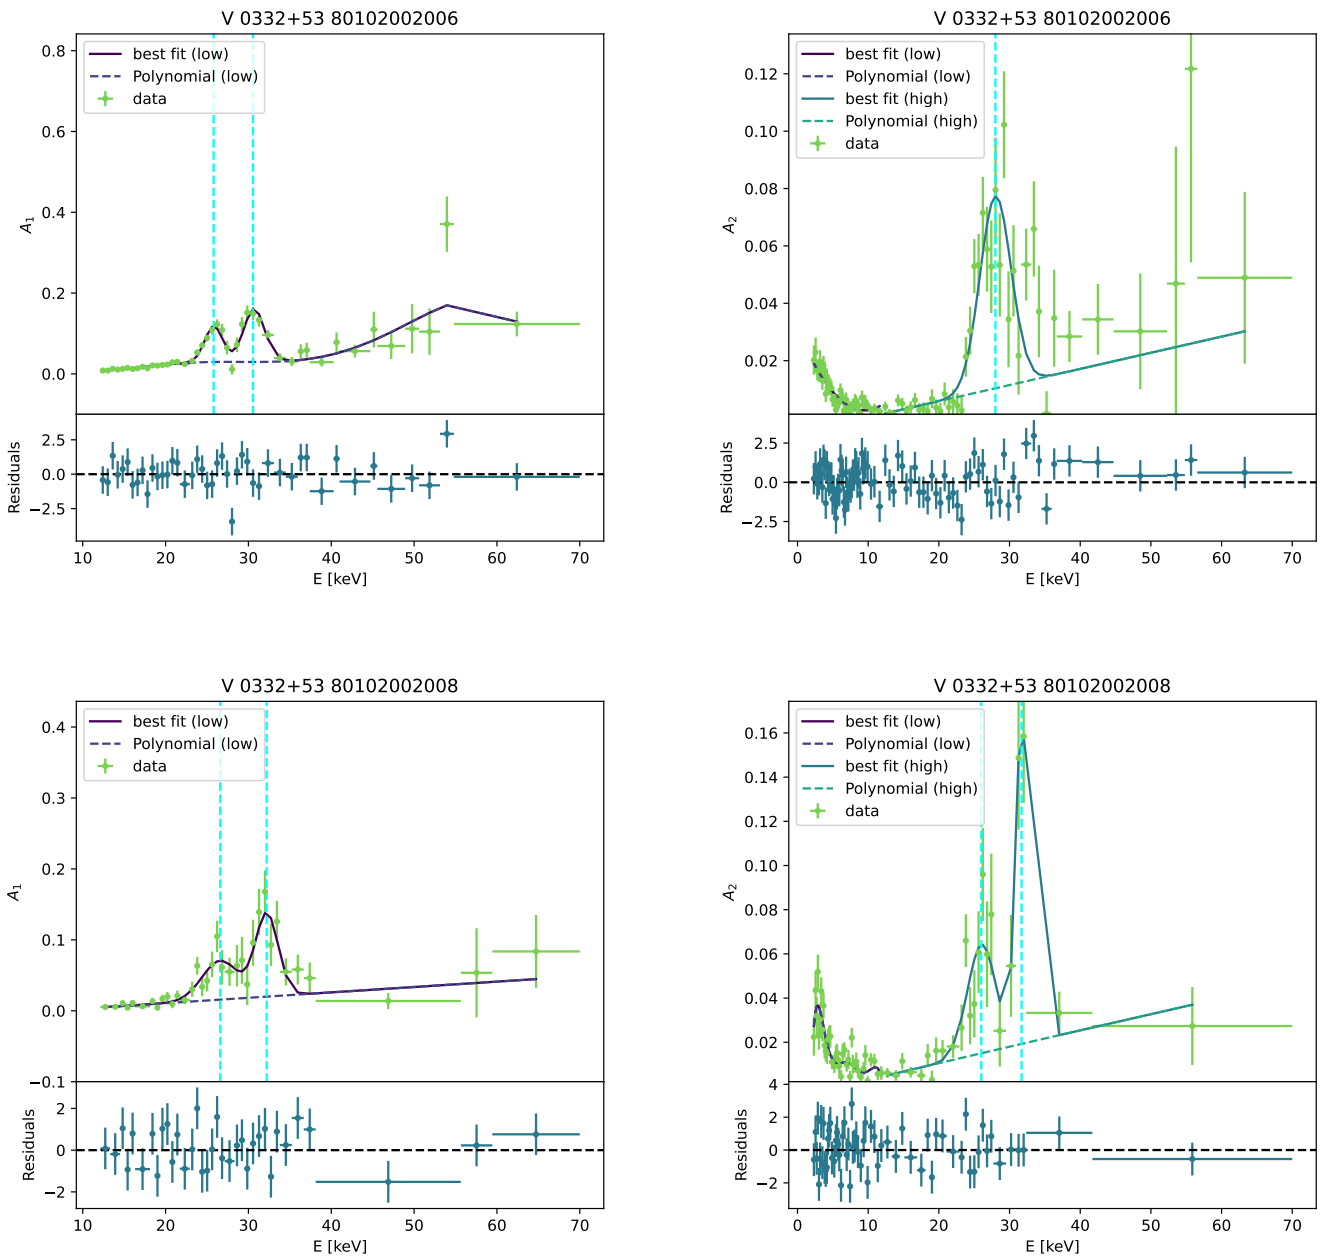 V 0332+53 80102002006
best fit (low)
Polynomial (low)
data
0.8
0.6
0.4
0.2
0.0
A1
2.5
0.0
−2.5
Residuals
10 20 30 40 50 60 70
E [keV]
V 0332+53 80102002006
best fit (low)
Polynomial (low)
best fit (high)
Polynomial (high)
data
0.12
0.10
0.08
0.06
0.04
0.02
A2
2.5
0.0
−2.5
Residuals
0 10 20 30 40 50 60 70
E [keV]
V 0332+53 80102002008
best fit (low)
Polynomial (low)
data
0.4
0.3
0.2
0.1
0.0
−0.1
A1
2
0
−2
Residuals
10 20 30 40 50 60 70
E [keV]
V 0332+53 80102002008
best fit (low)
Polynomial (low)
best fit (high)
Polynomial (high)
data
0.16
0.14
0.12
0.10
0.08
0.06
0.04
0.02
A2
4
2
0
−2
Residuals
0 10 20 30 40 50 60 70
E [keV]